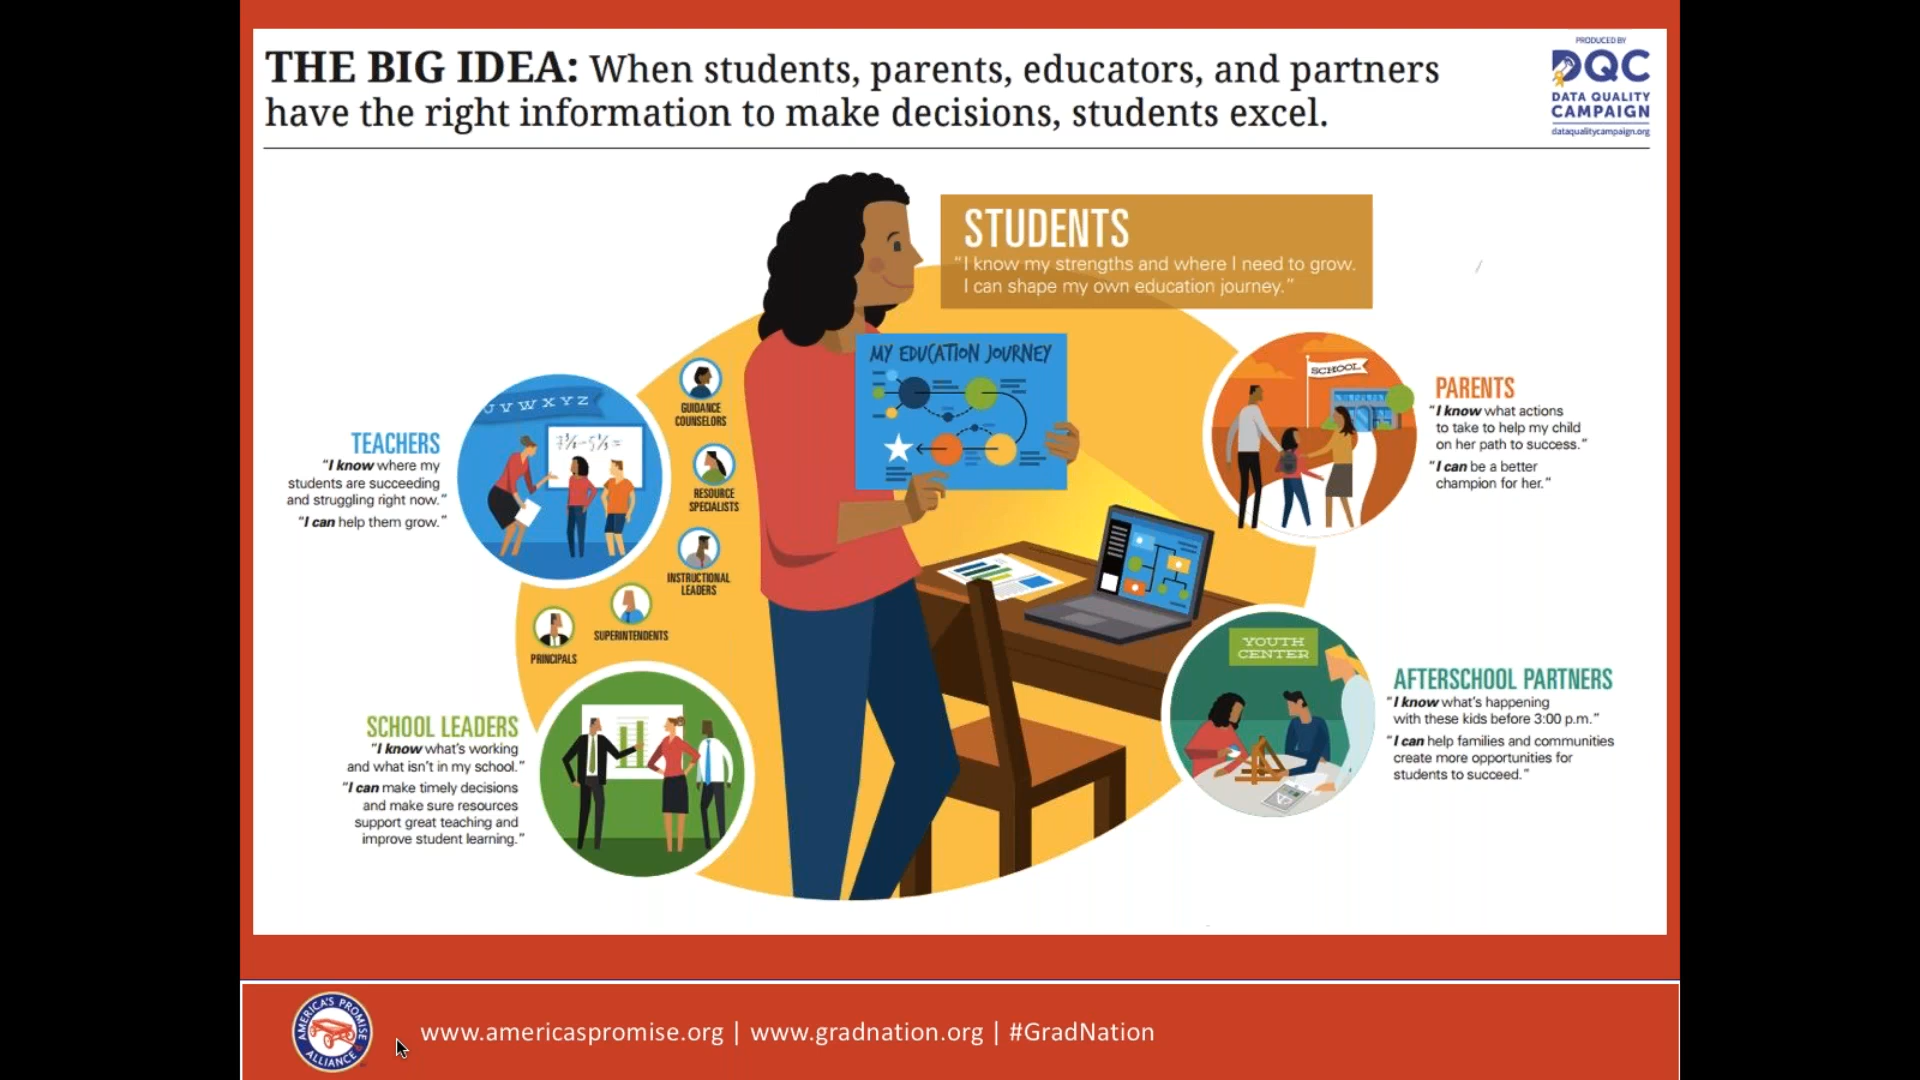 THE BIG IDEA: When students, parents, educators, and partners
have the right information to make decisions, students excel.
PRODUCED BY
DQC
DATA QUALITY
CAMPAIGN
dataqualitycampaign.org
STUDENTS
“I know my strengths and where I need to grow.
I can shape my own education journey.”
MY EDUCATION JOURNEY
GUIDANCE
COUNSELORS
RESOURCE
SPECIALISTS
INSTRUCTIONAL
LEADERS
SUPERINTENDENTS
PRINCIPALS
TEACHERS
“I know where my
students are succeeding
and struggling right now.”
“I can help them grow.”
U V W X Y Z
7⅓-5⅓=
SCHOOL LEADERS
“I know what’s working
and what isn’t in my school.”
“I can make timely decisions
and make sure resources
support great teaching and
improve student learning.”
SCHOOL
PARENTS
“I know what actions
to take to help my child
on her path to success.”
“I can be a better
champion for her.”
YOUTH
CENTER
AFTERSCHOOL PARTNERS
“I know what’s happening
with these kids before 3:00 p.m.”
“I can help families and communities
create more opportunities for
students to succeed.”
AMERICA'S PROMISE
ALLIANCE
www.americaspromise.org | www.gradnation.org | #GradNation